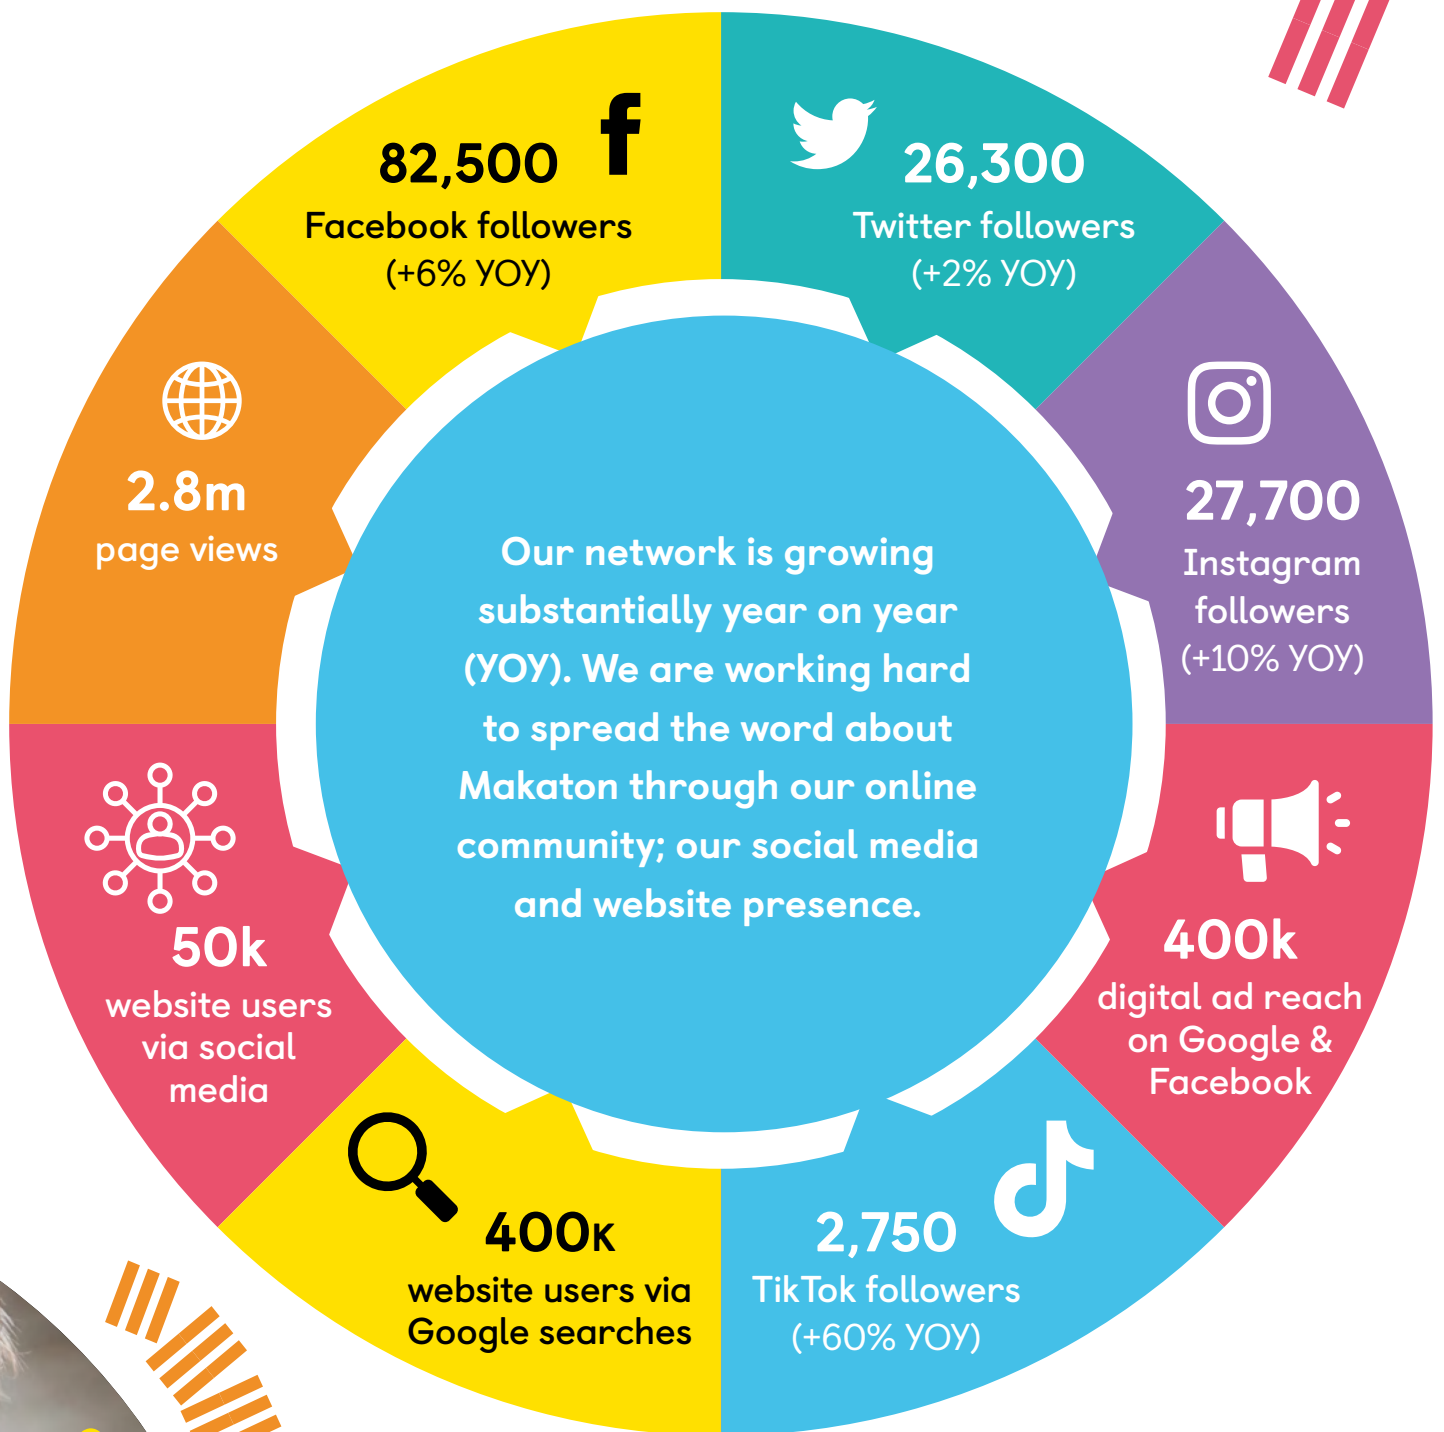 82,500
Facebook followers
(+6% YOY)
26,300
Twitter followers
(+2% YOY)
27,700
Instagram
followers
(+10% YOY)
400k
digital ad reach
on Google &
Facebook
2,750
TikTok followers
(+60% YOY)
400K
website users via
Google searches
50k
website users
via social
media
2.8m
page views
Our network is growing
substantially year on year
(YOY). We are working hard
to spread the word about
Makaton through our online
community; our social media
and website presence.